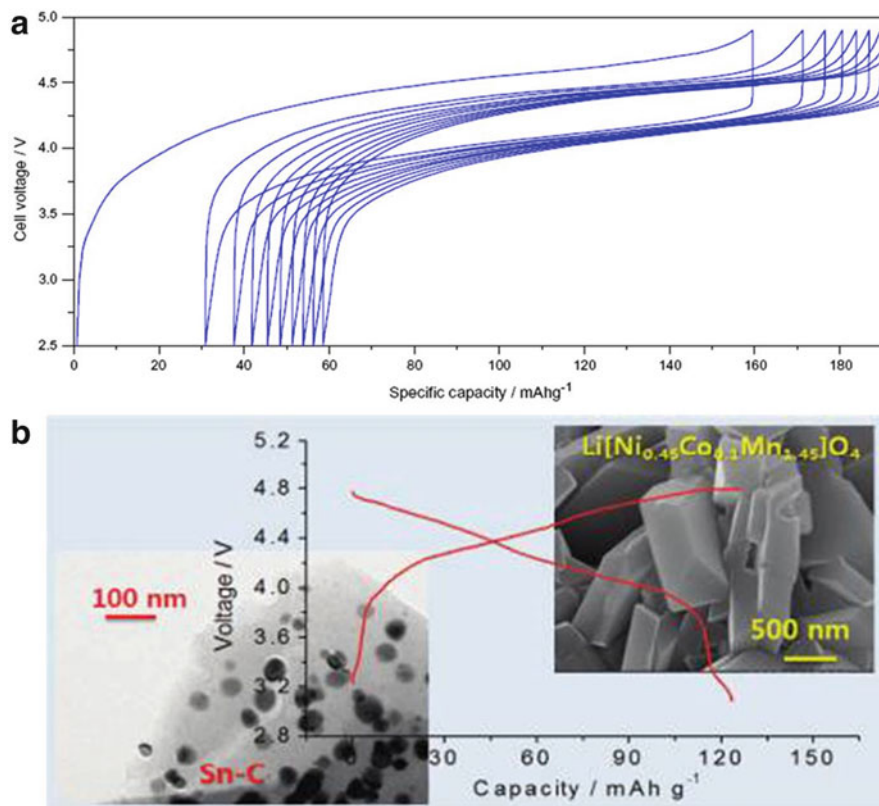 a
5.0
4.5
4.0
3.5
3.0
2.5
Cell voltage / V
0 20 40 60 80 100 120 140 160 180
Specific capacity / mAhg-1
b
5.2
4.8
4.4
4.0
3.6
3.2
2.8
Voltage / V
Li[Ni0.45Co0.1Mn1.45]O4
100 nm
500 nm
Sn-C
0 30 60 90 120 150
Capacity / mAh g-1